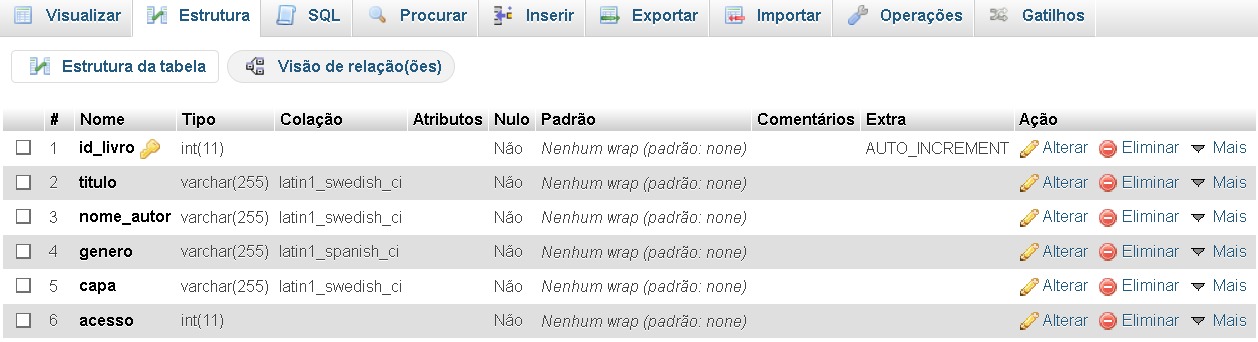 Visualizar Estrutura SQL Procurar Inserir Exportar Importar Operações Gatilhos
Estrutura da tabela Visão de relação(ões)
# Nome Tipo Colação Atributos Nulo Padrão Comentários Extra Ação
1 id_livro int(11) Não Nenhum wrap (padrão: none) AUTO_INCREMENT Alterar Eliminar Mais
2 titulo varchar(255) latin1_swedish_ci Não Nenhum wrap (padrão: none) Alterar Eliminar Mais
3 nome_autor varchar(255) latin1_swedish_ci Não Nenhum wrap (padrão: none) Alterar Eliminar Mais
4 genero varchar(255) latin1_spanish_ci Não Nenhum wrap (padrão: none) Alterar Eliminar Mais
5 capa varchar(255) latin1_swedish_ci Não Nenhum wrap (padrão: none) Alterar Eliminar Mais
6 acesso int(11) Não Nenhum wrap (padrão: none) Alterar Eliminar Mais